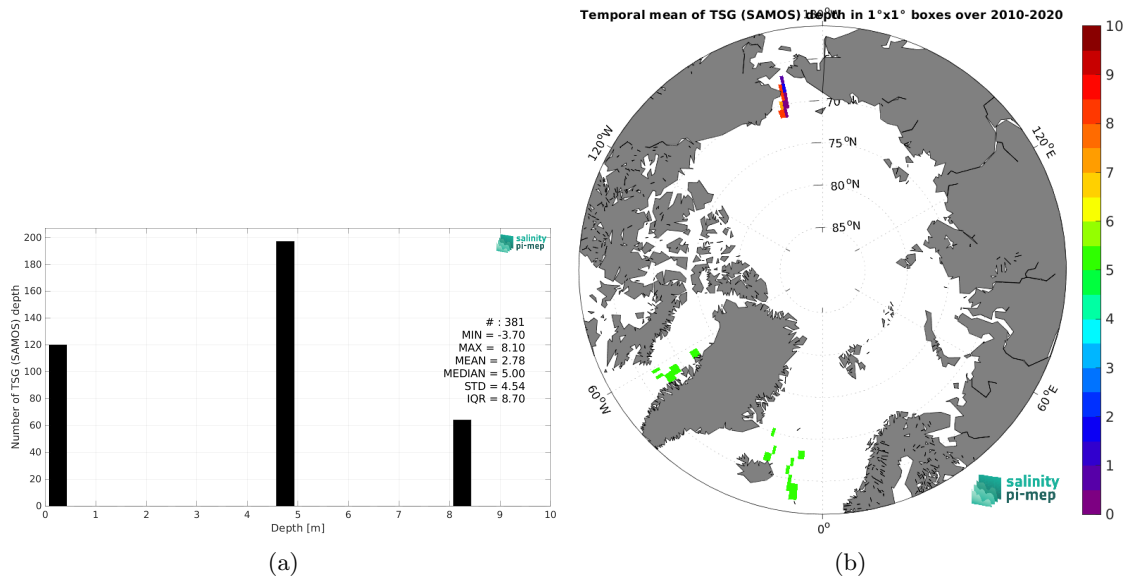 Temporal mean of TSG (SAMOS) depth in 1°x1° boxes over 2010-2020
120°W
120°E
70
75°N
80°N
85°N
60°W
60°E
0°
10
9
8
7
6
5
4
3
2
1
0
salinity
pi-mep
200
180
160
140
120
100
80
60
40
20
0
Number of TSG (SAMOS) depth
0 1 2 3 4 5 6 7 8 9 10
Depth [m]
salinity
pi-mep
# : 381
MIN = -3.70
MAX = 8.10
MEAN = 2.78
MEDIAN = 5.00
STD = 4.54
IQR = 8.70
(a)
(b)